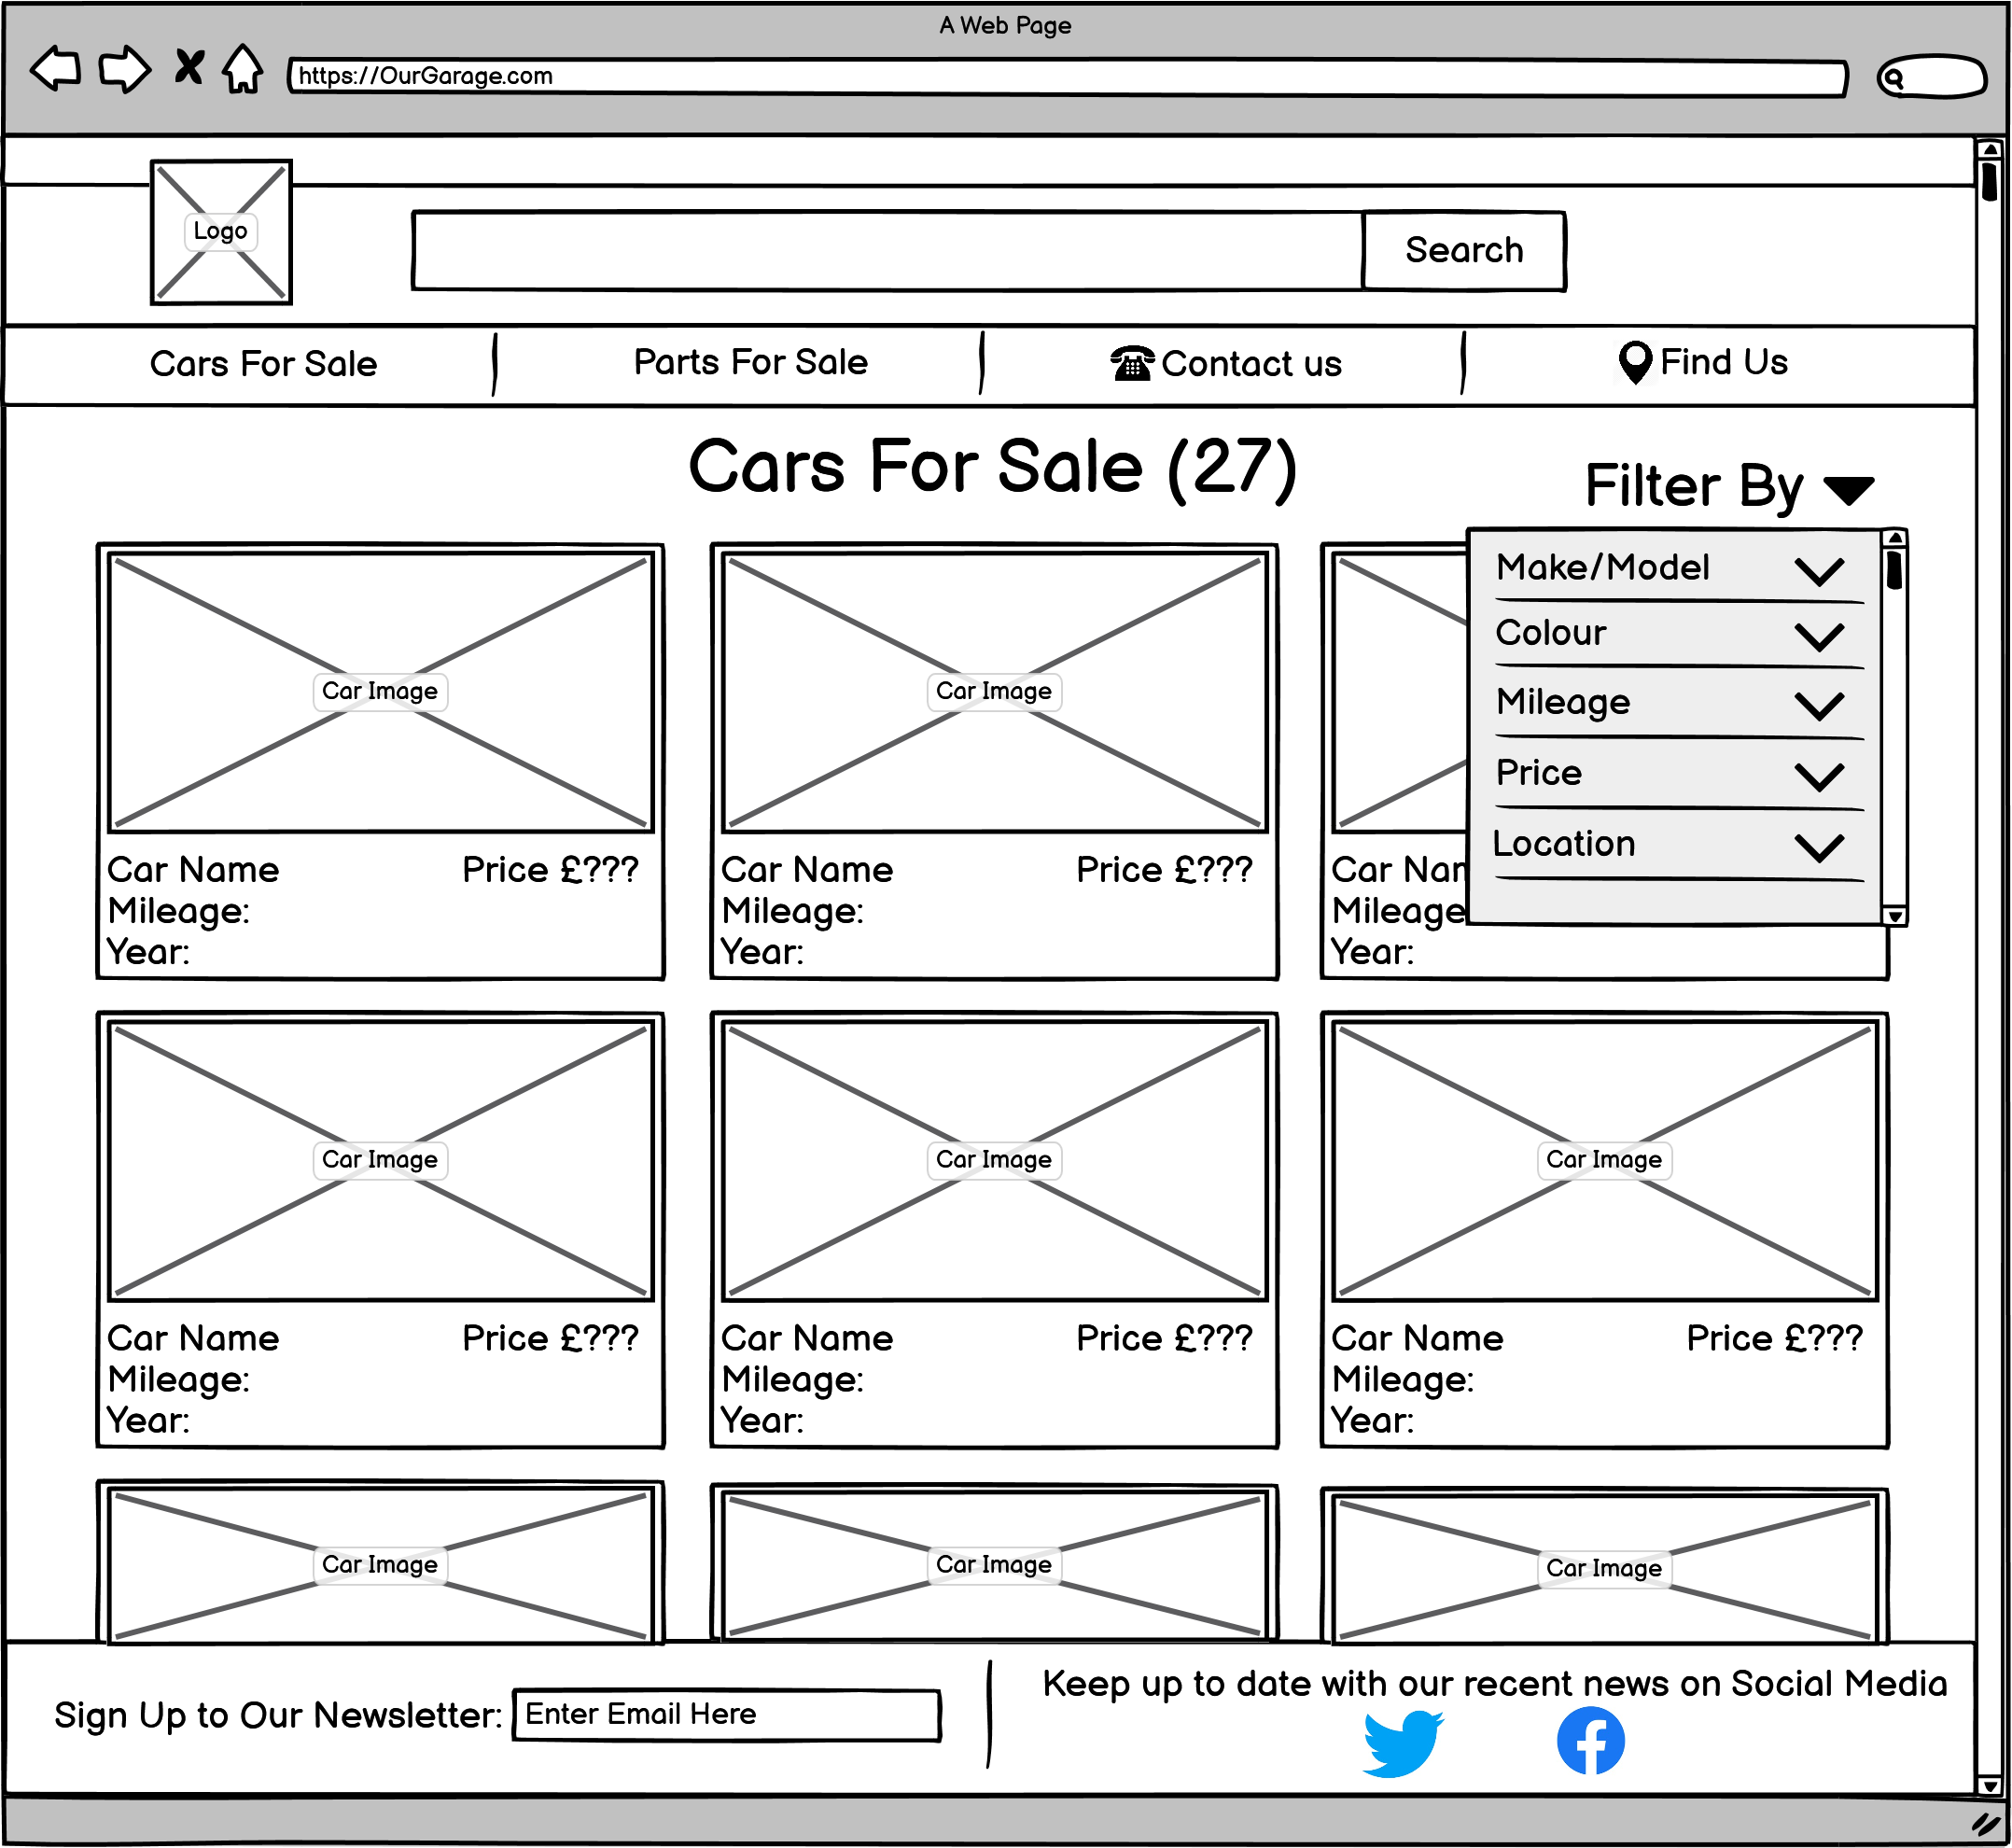 A Web Page
https://OurGarage.com
Logo
Search
Cars For Sale
Parts For Sale
Contact us
Find Us
Cars For Sale (27)
Filter By
Make/Model
Colour
Mileage
Price
Location
Car Image
Car Image
Car Name Price £???
Mileage:
Year:
Car Name Price £???
Mileage:
Year:
Car Nam
Mileage
Year:
Car Image
Car Image
Car Image
Car Name Price £???
Mileage:
Year:
Car Name Price £???
Mileage:
Year:
Car Name Price £???
Mileage:
Year:
Car Image
Car Image
Car Image
Sign Up to Our Newsletter: Enter Email Here
Keep up to date with our recent news on Social Media